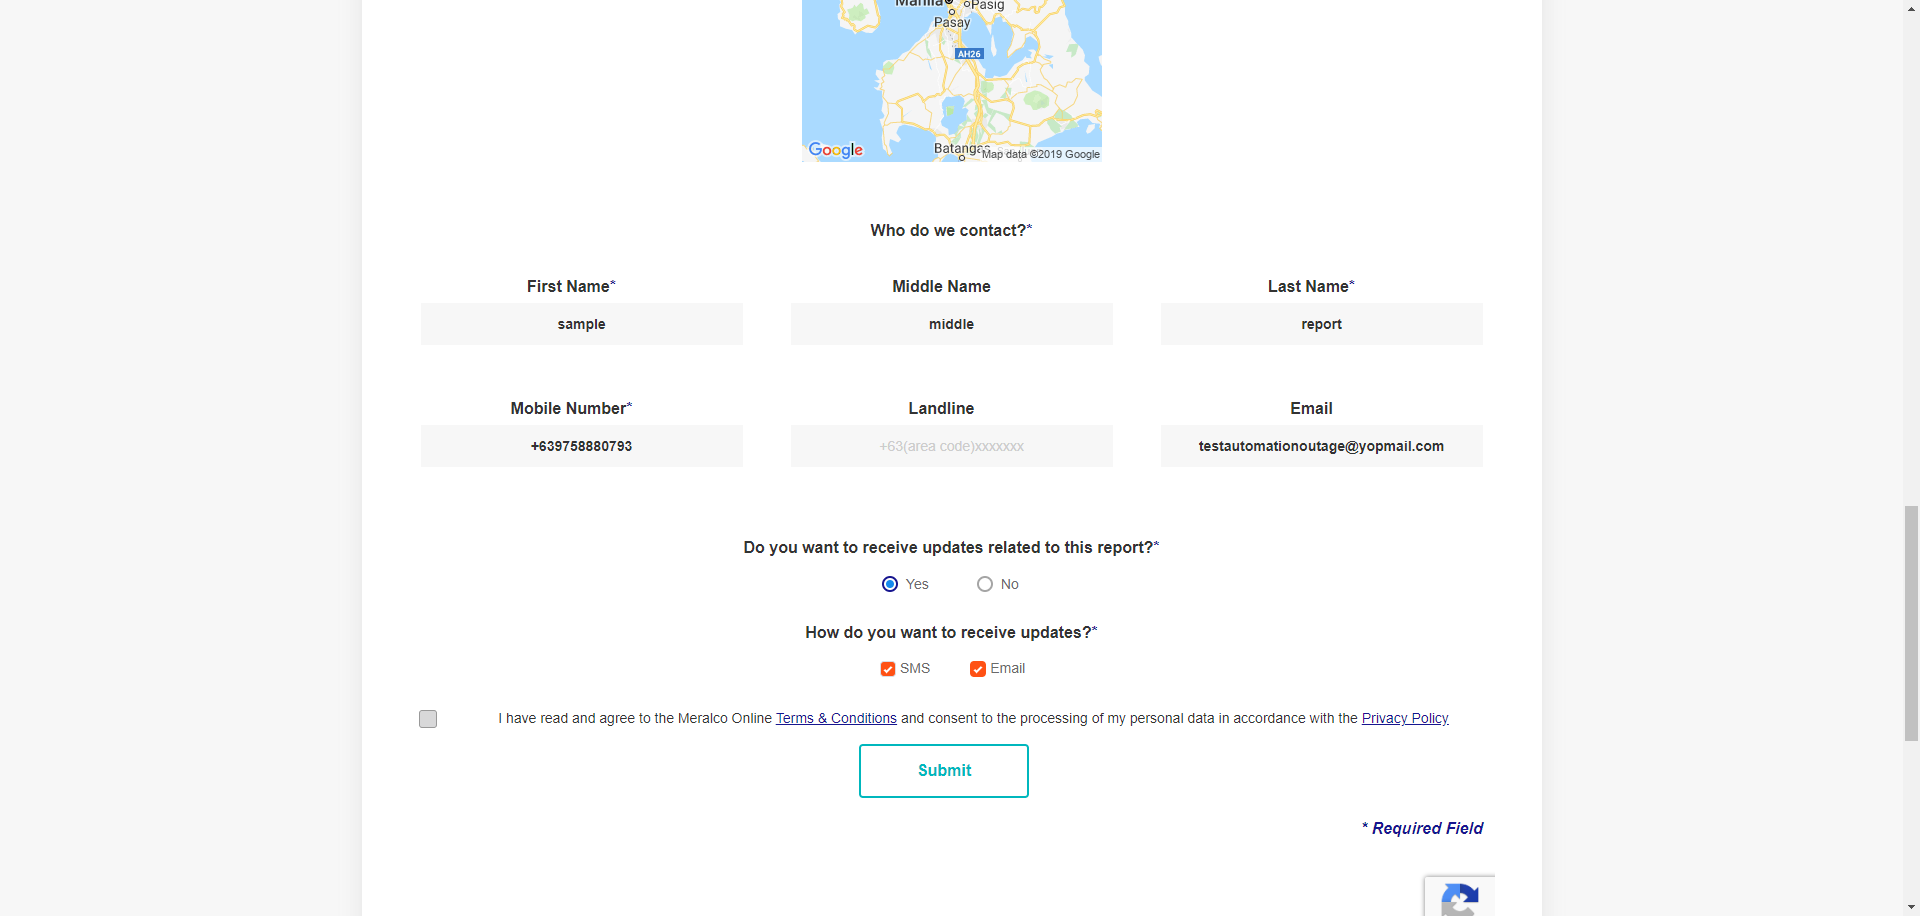 Manila
Pasig
Pasay
AH26
Batangas
Google
Map data ©2019 Google
Who do we contact?*
First Name*
Middle Name
Last Name*
sample
middle
report
Mobile Number*
Landline
Email
+639758880793
+63(area code)xxxxxxx
testautomationoutage@yopmail.com
Do you want to receive updates related to this report?*
Yes
No
How do you want to receive updates?*
SMS
Email
I have read and agree to the Meralco Online Terms & Conditions and consent to the processing of my personal data in accordance with the Privacy Policy
Submit
* Required Field